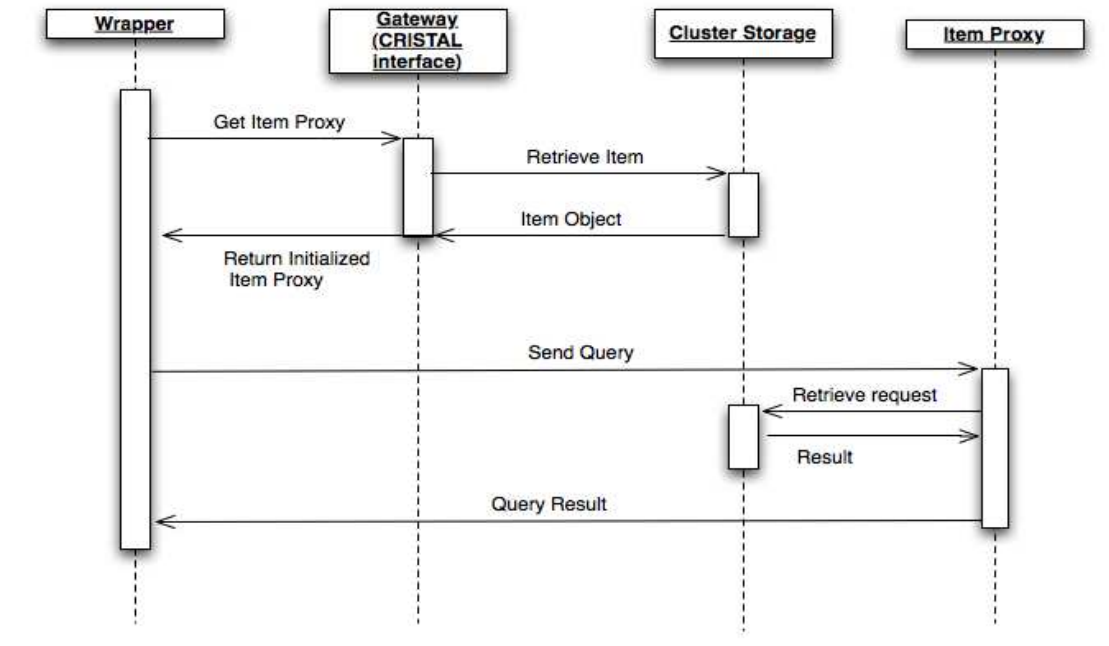 Wrapper
Gateway
(CRISTAL
interface)
Cluster Storage
Item Proxy
Get Item Proxy
Retrieve Item
Item Object
Return Initialized
Item Proxy
Send Query
Retrieve request
Result
Query Result